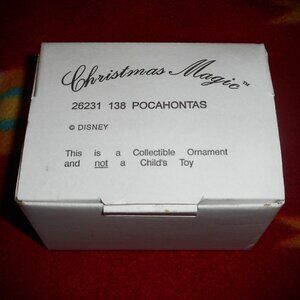 Christmas Magic™
26231 138 POCAHONTAS
© DISNEY
This is a Collectible Ornament
and not a Child's Toy